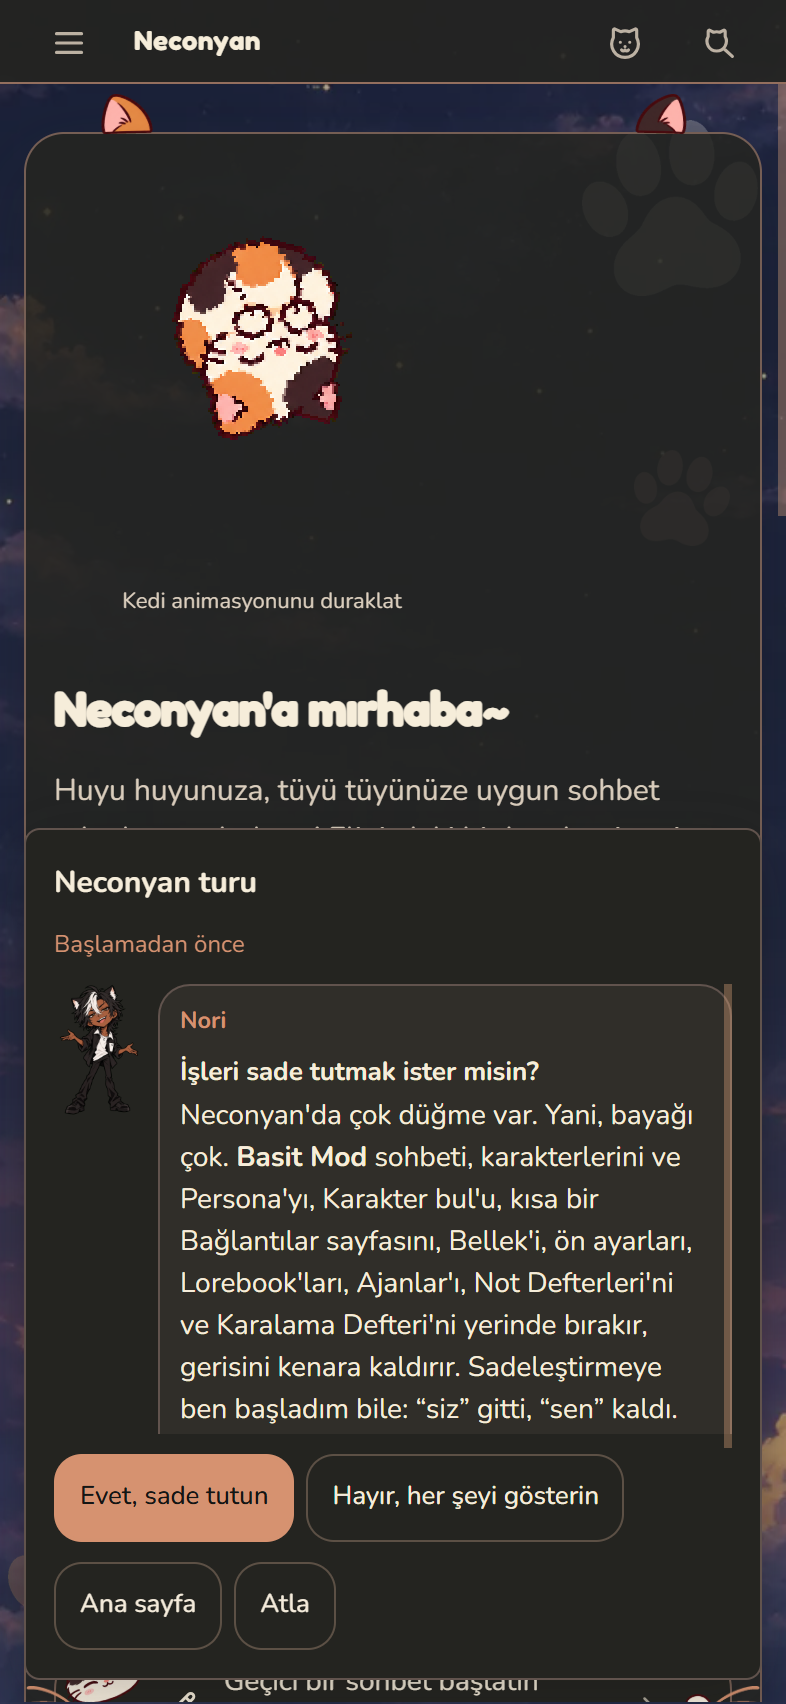 Neconyan
Kedi animasyonunu duraklat
Neconyan'a mırhaba~
Huyu huyunuza, tüyü tüyünüze uygun sohbet
Neconyan turu
Başlamadan önce
Nori
İşleri sade tutmak ister misin?
Neconyan'da çok düğme var. Yani, bayağı
çok. Basit Mod sohbeti, karakterlerini ve
Persona'yı, Karakter bul'u, kısa bir
Bağlantılar sayfasını, Bellek'i, ön ayarları,
Lorebook'ları, Ajanlar'ı, Not Defterleri'ni
ve Karalama Defteri'ni yerinde bırakır,
gerisini kenara kaldırır. Sadeleştirmeye
ben başladım bile: “siz” gitti, “sen” kaldı.
Evet, sade tutun
Hayır, her şeyi gösterin
Ana sayfa
Atla
Geçici bir sohbet başlatın